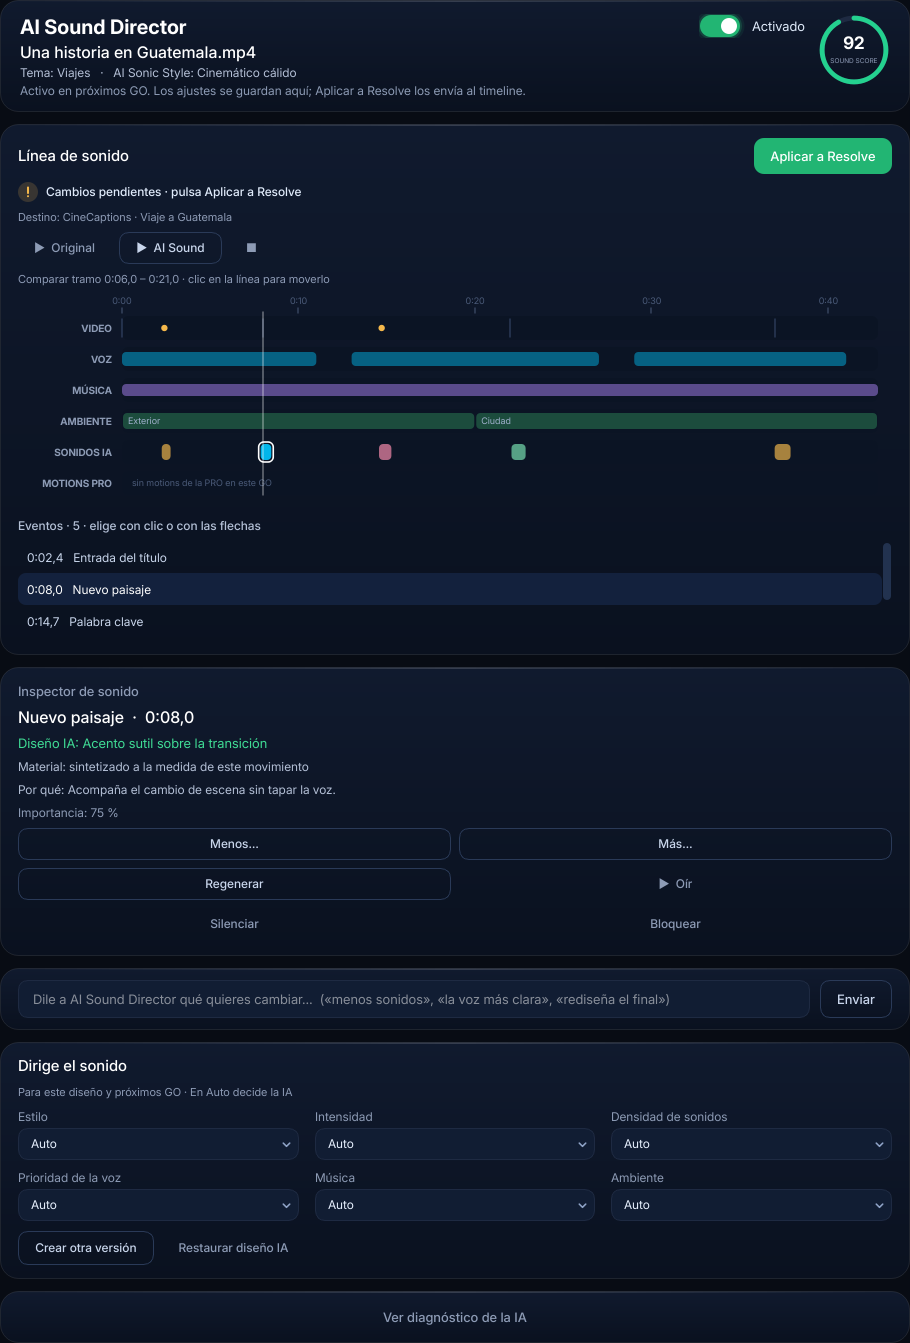 AI Sound Director
Activado
92
SOUND SCORE
Una historia en Guatemala.mp4
Tema: Viajes · AI Sonic Style: Cinemático cálido
Activo en próximos GO. Los ajustes se guardan aquí; Aplicar a Resolve los envía al timeline.
Línea de sonido
Aplicar a Resolve
! Cambios pendientes · pulsa Aplicar a Resolve
Destino: CineCaptions · Viaje a Guatemala
Original
AI Sound
Comparar tramo 0:06,0 – 0:21,0 · clic en la línea para moverlo
0:00 0:10 0:20 0:30 0:40
VIDEO
VOZ
MÚSICA
AMBIENTE Exterior Ciudad
SONIDOS IA
MOTIONS PRO sin motions de la PRO en este GO
Eventos · 5 · elige con clic o con las flechas
0:02,4 Entrada del título
0:08,0 Nuevo paisaje
0:14,7 Palabra clave
Inspector de sonido
Nuevo paisaje · 0:08,0
Diseño IA: Acento sutil sobre la transición
Material: sintetizado a la medida de este movimiento
Por qué: Acompaña el cambio de escena sin tapar la voz.
Importancia: 75 %
Menos... Más...
Regenerar Oír
Silenciar Bloquear
Dile a AI Sound Director qué quieres cambiar... («menos sonidos», «la voz más clara», «rediseña el final»)
Enviar
Dirige el sonido
Para este diseño y próximos GO · En Auto decide la IA
Estilo Intensidad Densidad de sonidos
Auto Auto Auto
Prioridad de la voz Música Ambiente
Auto Auto Auto
Crear otra versión Restaurar diseño IA
Ver diagnóstico de la IA